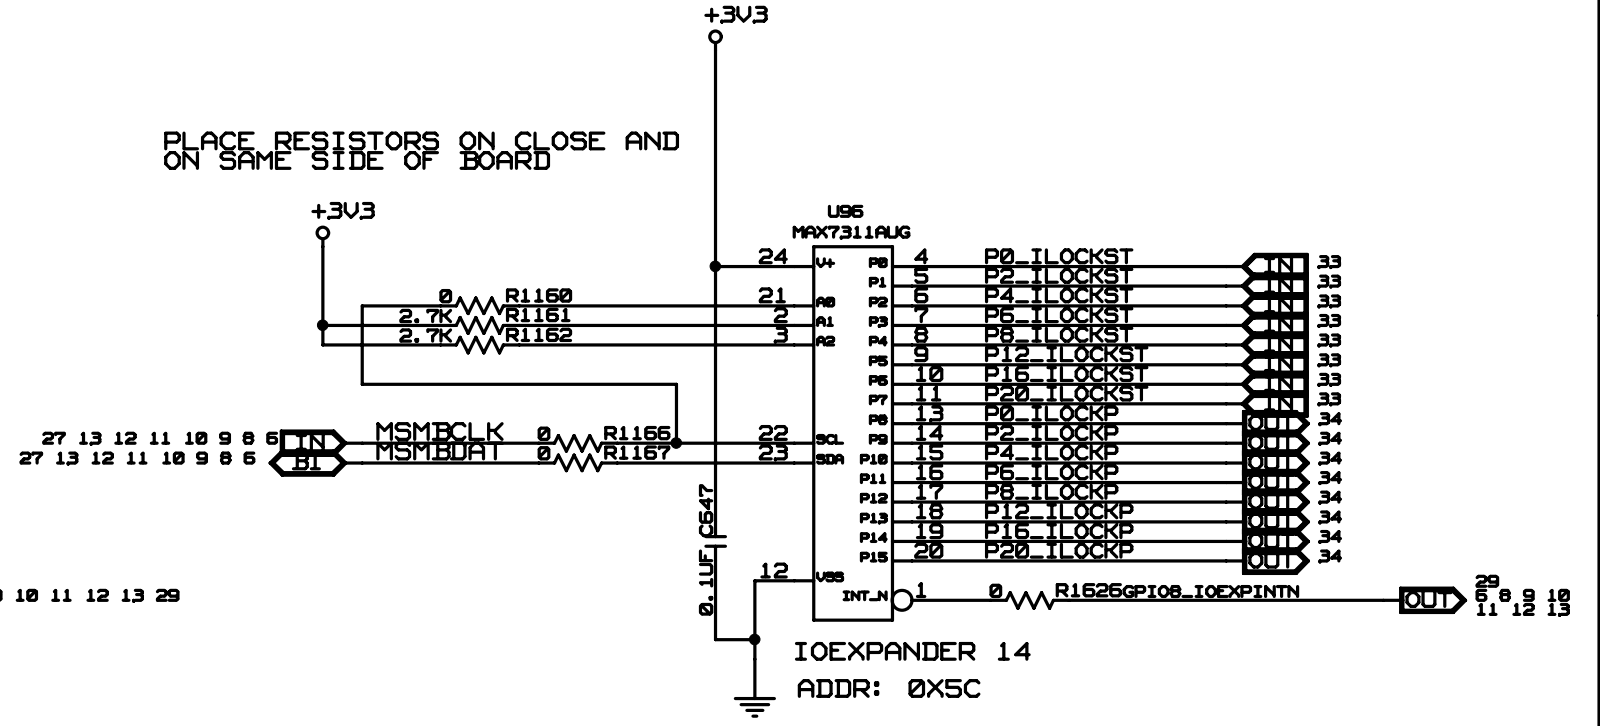 +3V3
PLACE RESISTORS ON CLOSE AND
ON SAME SIDE OF BOARD
+3V3
U96
MAX7311AUG
24 V+ P0 4 P0_ILOCKST IN 33
P1 5 P2_ILOCKST IN 33
0 R1160 21 A0 P2 6 P4_ILOCKST IN 33
2.7K R1161 2 A1 P3 7 P6_ILOCKST IN 33
2.7K R1162 3 A2 P4 8 P8_ILOCKST IN 33
P5 9 P12_ILOCKST IN 33
P6 10 P16_ILOCKST IN 33
P7 11 P20_ILOCKST IN 33
P8 13 P0_ILOCKP OUT 34
27 13 12 11 10 9 8 6 IN MSMBCLK 0 R1166 22 SCL P9 14 P2_ILOCKP OUT 34
27 13 12 11 10 9 8 6 BI MSMBDAT 0 R1167 23 SDA P10 15 P4_ILOCKP OUT 34
P11 16 P6_ILOCKP OUT 34
P12 17 P8_ILOCKP OUT 34
P13 18 P12_ILOCKP OUT 34
P14 19 P16_ILOCKP OUT 34
P15 20 P20_ILOCKP OUT 34
0.1UF C647
12 VSS
10 11 12 13 29
INT_N 1 0 R1626 GPIO8_IOEXPINTN OUT
29
6 8 9 10
11 12 13
IOEXPANDER 14
ADDR: 0X5C